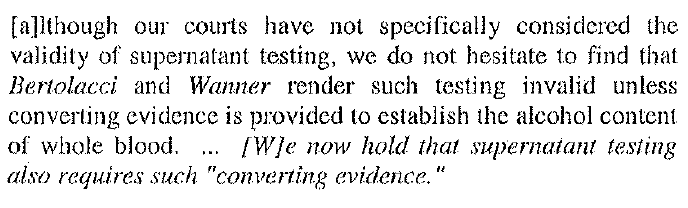 [a]lthough our courts have not specifically considered the
validity of supernatant testing, we do not hesitate to find that
Bertolacci and Wanner render such testing invalid unless
converting evidence is provided to establish the alcohol content
of whole blood. ... [W]e now hold that supernatant testing
also requires such "converting evidence."